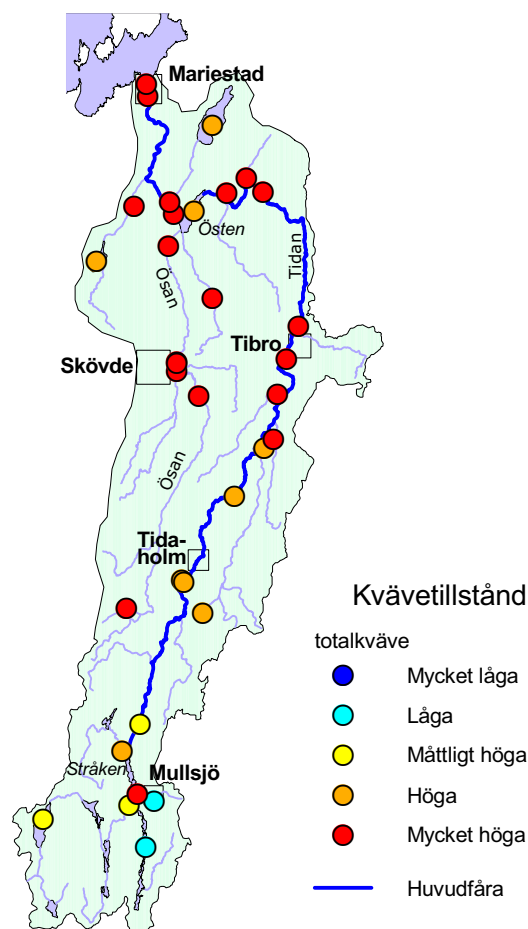 Mariestad
Östen
Ösan
Tidan
Tibro
Skövde
Ösan
Tida-
holm
Kvävetillstånd
totalkväve
Mycket låga
Låga
Måttligt höga
Höga
Mycket höga
Huvudfåra
Stråken
Mullsjö